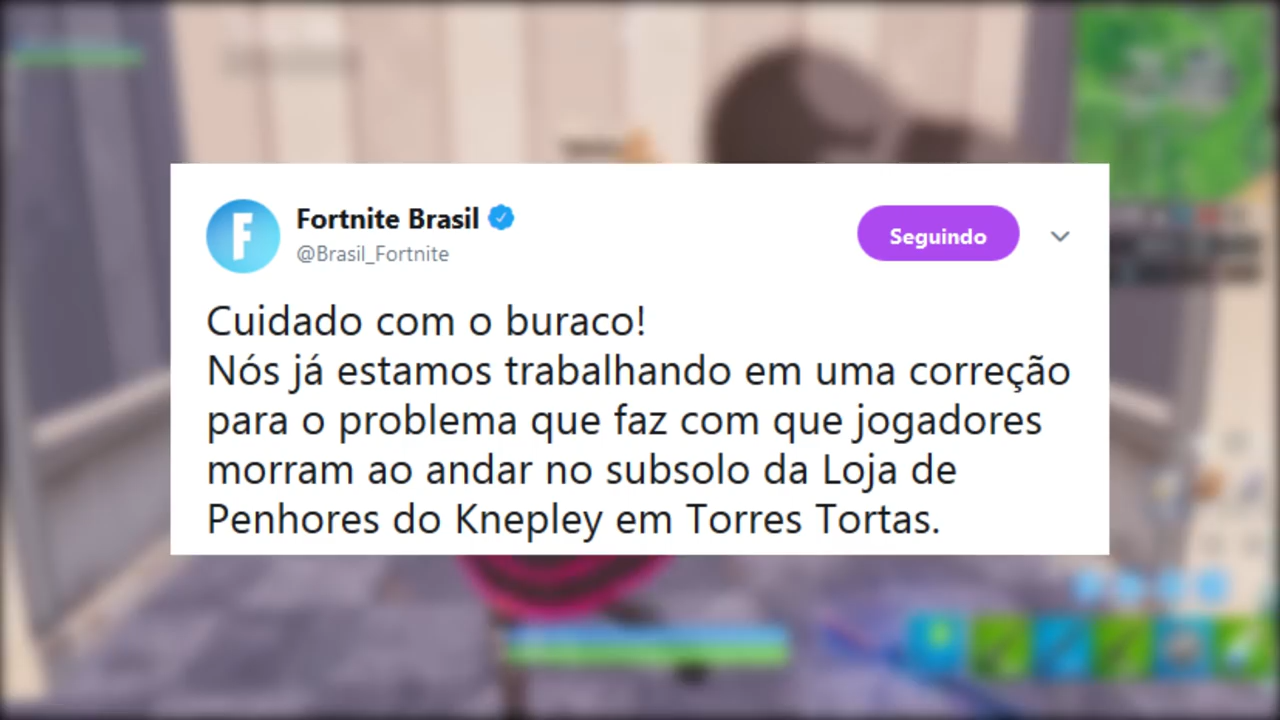 Fortnite Brasil
@Brasil_Fortnite
Seguindo
Cuidado com o buraco!
Nós já estamos trabalhando em uma correção
para o problema que faz com que jogadores
morram ao andar no subsolo da Loja de
Penhores do Knepley em Torres Tortas.